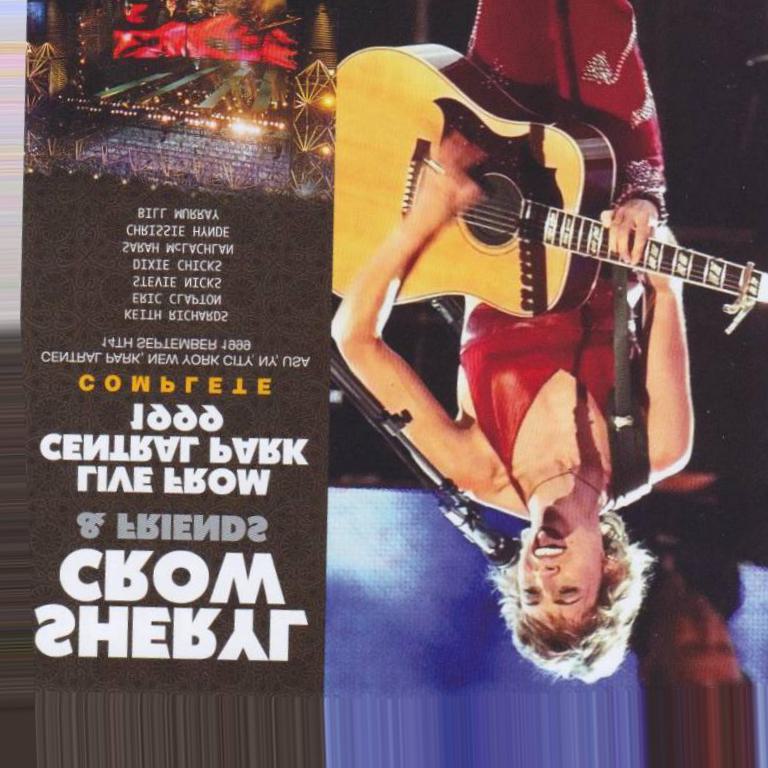 SHERYL
CROW
& FRIENDS
LIVE FROM
CENTRAL PARK
1999
COMPLETE
CENTRAL PARK, NEW YORK CITY, NY, USA
14TH SEPTEMBER 1999
KEITH RICHARDS
ERIC CLAPTON
STEVIE NICKS
DIXIE CHICKS
SARAH McLACHLAN
CHRISSIE HYNDE
BILL MURRAY